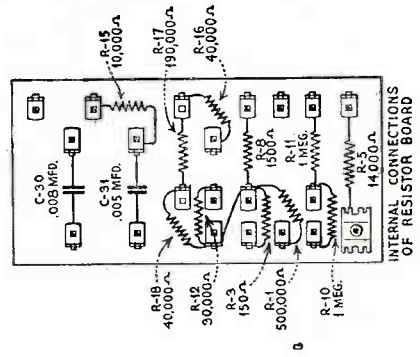 R-15
10,000Ω
R-17
190,000Ω
R-16
40,000Ω
C-30
.008 MFD.
C-31
.005 MFD.
R-8
1500Ω
R-11
1 MEG.
R-5
14,000Ω
R-18
40,000Ω
R-12
30,000Ω
R-3
150Ω
R-1
500,000Ω
R-10
1 MEG.
INTERNAL CONNECTIONS
OF RESISTOR BOARD